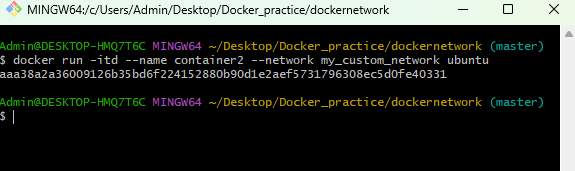 MINGW64:/c/Users/Admin/Desktop/Docker_practice/dockernetwork
Admin@DESKTOP-HMQ7T6C MINGW64 ~/Desktop/Docker_practice/dockernetwork (master)
$ docker run -itd --name container2 --network my_custom_network ubuntu
aaa38a2a36009126b35bd6f224152880b90d1e2aef5731796308ec5d0fe40331
Admin@DESKTOP-HMQ7T6C MINGW64 ~/Desktop/Docker_practice/dockernetwork (master)
$